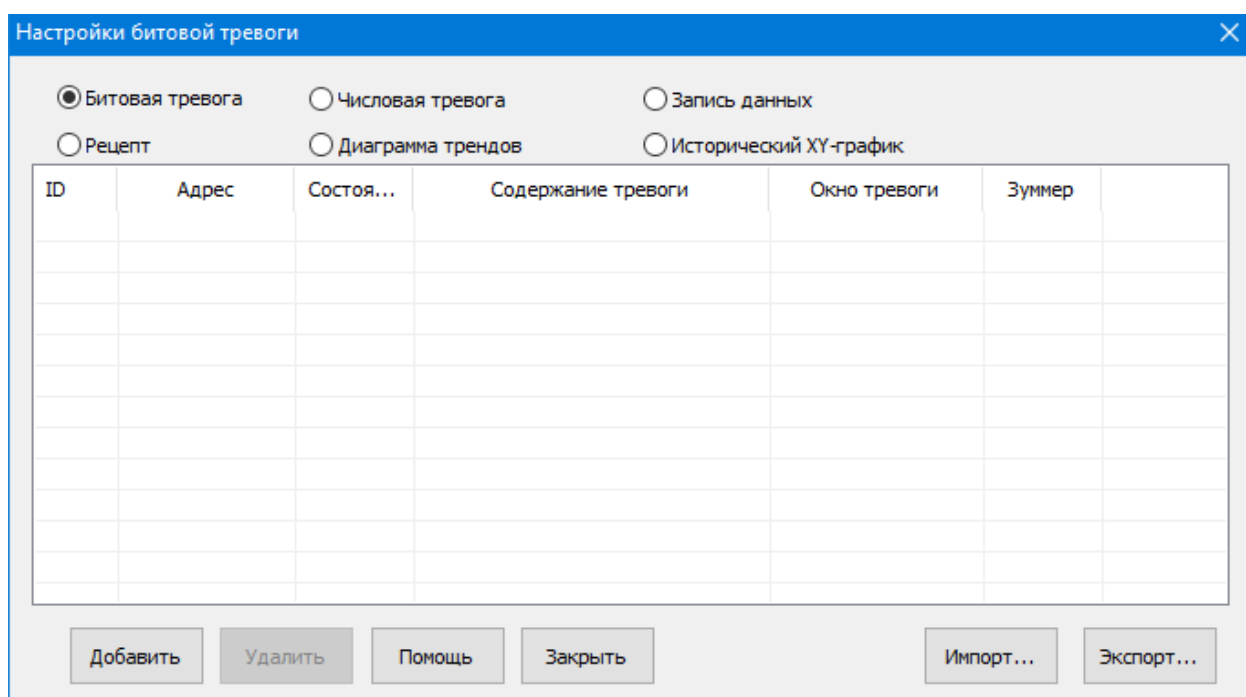 Настройки битовой тревоги
Битовая тревога Числовая тревога Запись данных
Рецепт Диаграмма трендов Исторический XY-график
ID Адрес Состоя... Содержание тревоги Окно тревоги Зуммер
Добавить Удалить Помощь Закрыть Импорт... Экспорт...